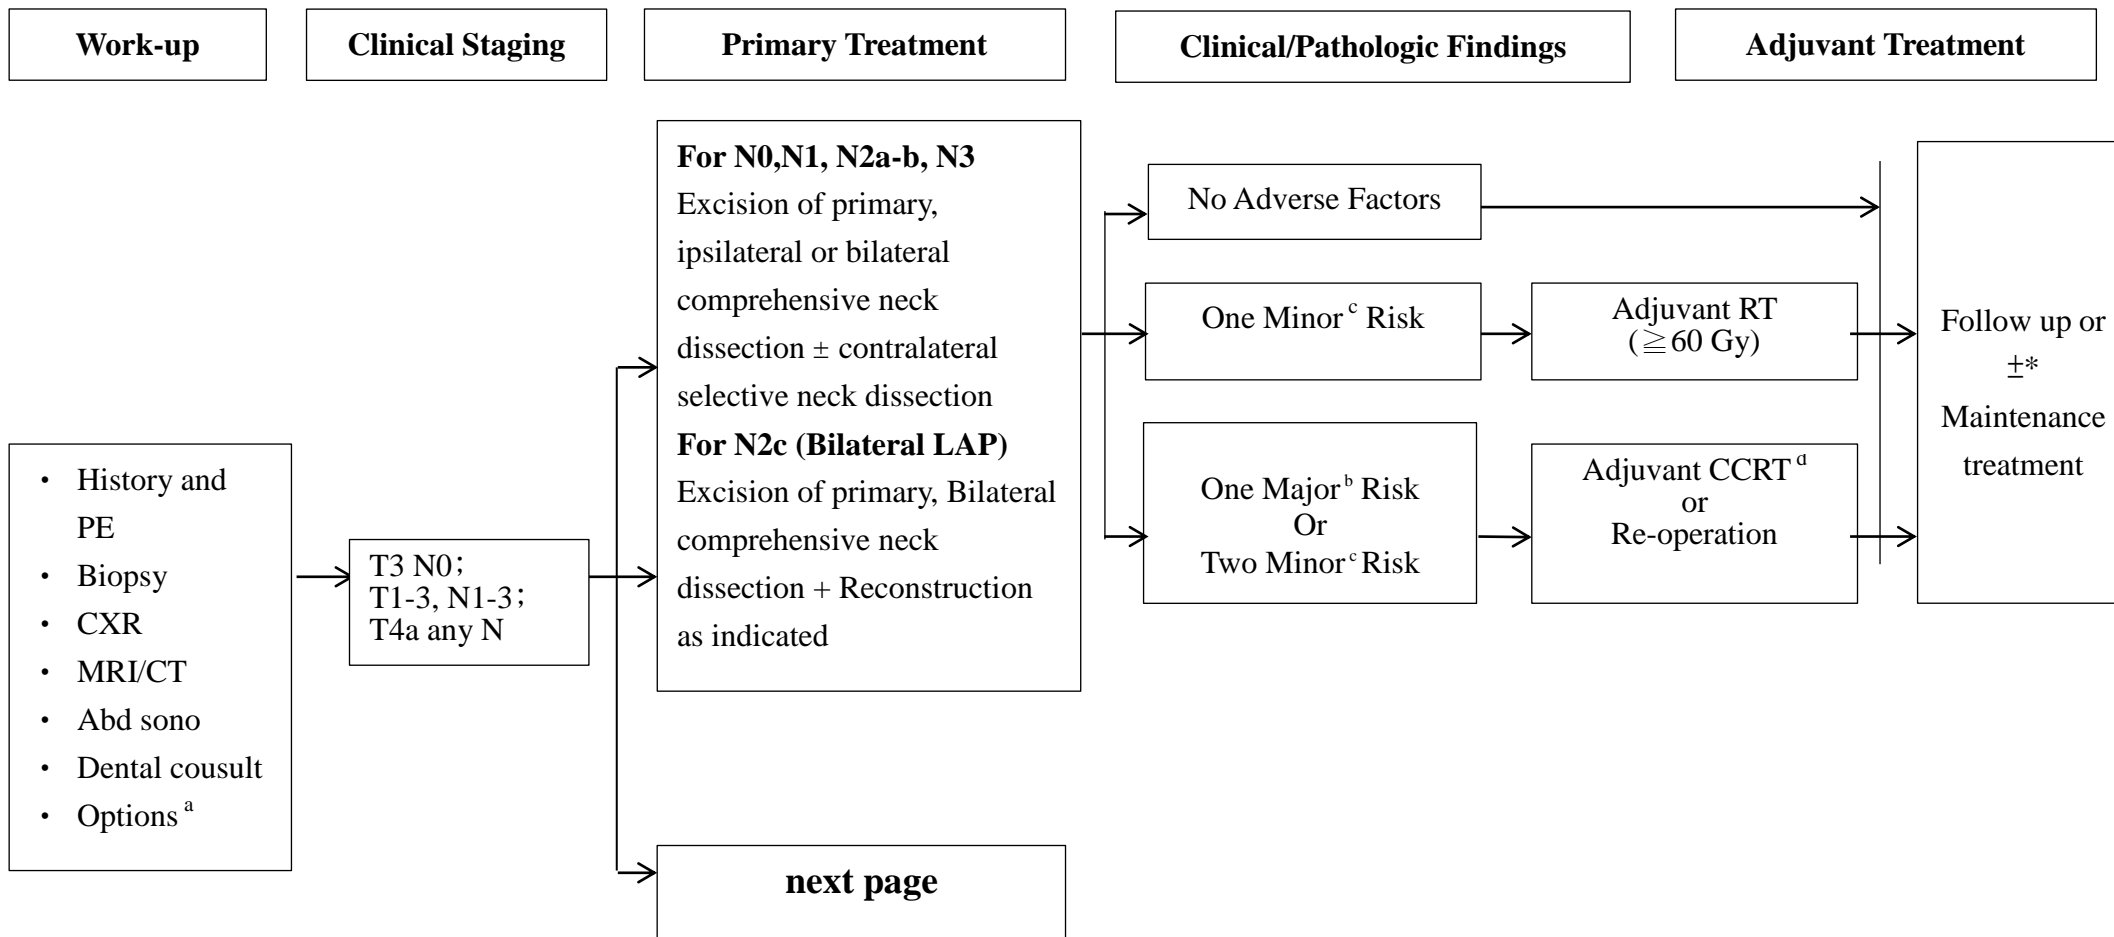 Work-up
Clinical Staging
Primary Treatment
Clinical/Pathologic Findings
Adjuvant Treatment
• History and
PE
• Biopsy
• CXR
• MRI/CT
• Abd sono
• Dental cousult
• Options a
T3 N0；
T1-3, N1-3；
T4a any N
For N0,N1, N2a-b, N3
Excision of primary,
ipsilateral or bilateral
comprehensive neck
dissection ± contralateral
selective neck dissection
For N2c (Bilateral LAP)
Excision of primary, Bilateral
comprehensive neck
dissection + Reconstruction
as indicated
next page
No Adverse Factors
One Minor c Risk
Adjuvant RT
(≧60 Gy)
One Major b Risk
Or
Two Minor c Risk
Adjuvant CCRT d
or
Re-operation
Follow up or
±*
Maintenance
treatment